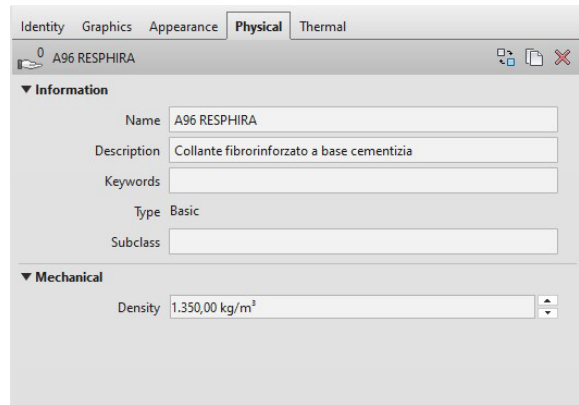 Identity Graphics Appearance Physical Thermal
0 A96 RESPHIRA
▼ Information
Name A96 RESPHIRA
Description Collante fibrorinforzato a base cementizia
Keywords
Type Basic
Subclass
▼ Mechanical
Density 1.350,00 kg/m³